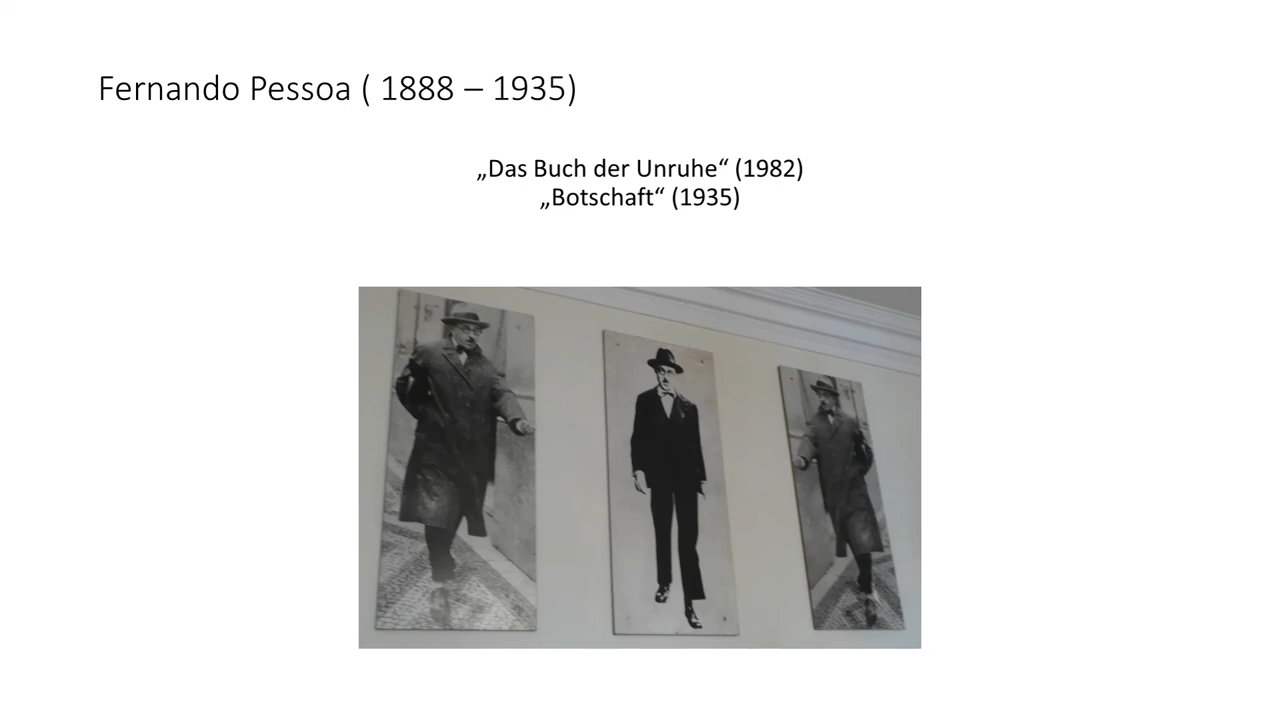 Fernando Pessoa ( 1888 – 1935)
„Das Buch der Unruhe“ (1982)
„Botschaft“ (1935)